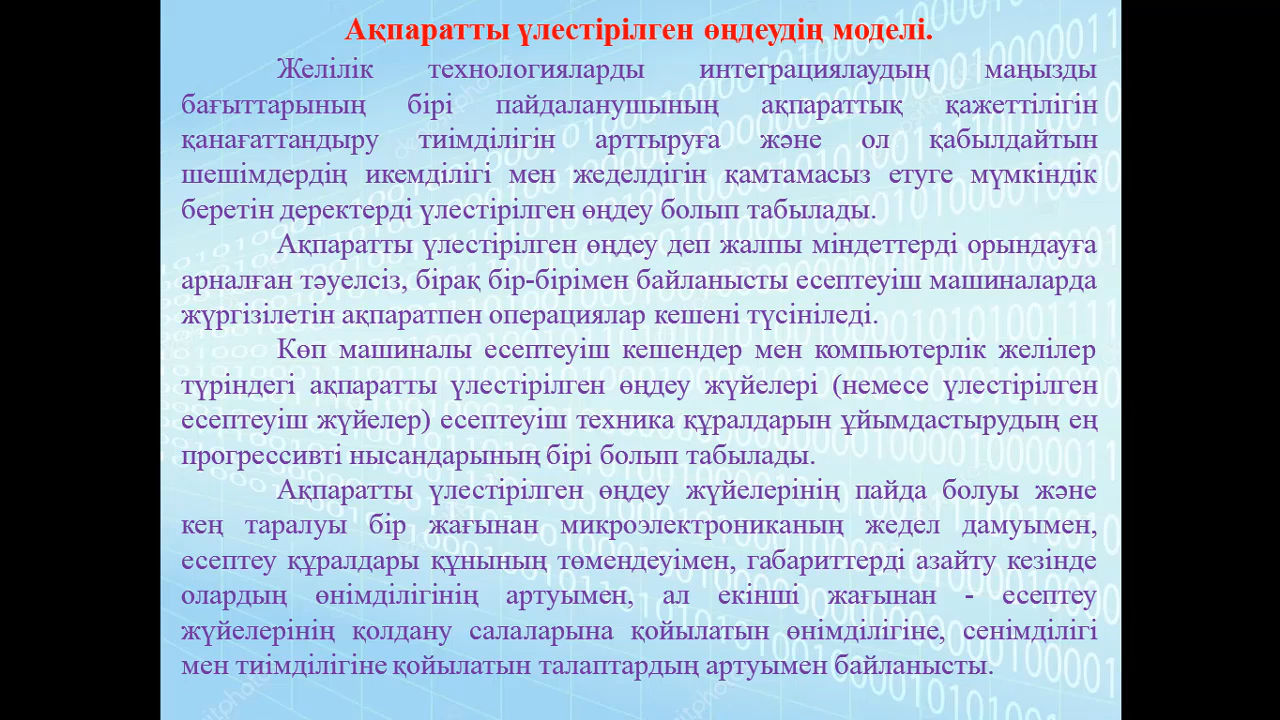 Ақпаратты үлестірілген өңдеудің моделі.
Желілік технологияларды интеграциялаудың маңызды
бағыттарының бірі пайдаланушының ақпараттық қажеттілігін
қанағаттандыру тиімділігін арттыруға және ол қабылдайтын
шешімдердің икемділігі мен жеделдігін қамтамасыз етуге мүмкіндік
беретін деректерді үлестірілген өңдеу болып табылады.
Ақпаратты үлестірілген өңдеу деп жалпы міндеттерді орындауға
арналған тәуелсіз, бірақ бір-бірімен байланысты есептеуіш машиналарда
жүргізілетін ақпаратпен операциялар кешені түсініледі.
Көп машиналы есептеуіш кешендер мен компьютерлік желілер
түріндегі ақпаратты үлестірілген өңдеу жүйелері (немесе үлестірілген
есептеуіш жүйелер) есептеуіш техника құралдарын ұйымдастырудың ең
прогрессивті нысандарының бірі болып табылады.
Ақпаратты үлестірілген өңдеу жүйелерінің пайда болуы және
кең таралуы бір жағынан микроэлектрониканың жедел дамуымен,
есептеу құралдары құнының төмендеуімен, габариттерді азайту кезінде
олардың өнімділігінің артуымен, ал екінші жағынан - есептеу
жүйелерінің қолдану салаларына қойылатын өнімділігіне, сенімділігі
мен тиімділігіне қойылатын талаптардың артуымен байланысты.